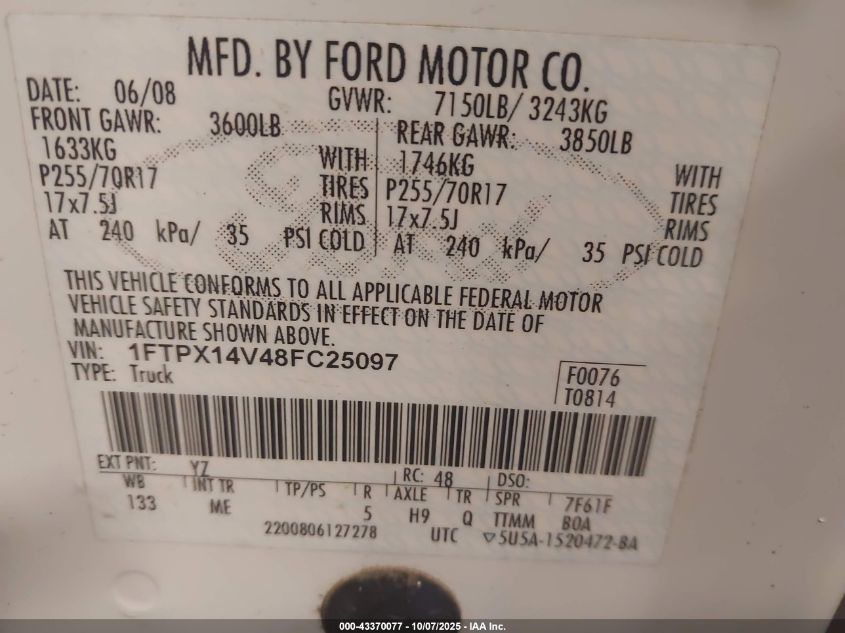 MFD. BY FORD MOTOR CO.
DATE: 06/08 GVWR: 7150LB/ 3243KG
FRONT GAWR: 3600LB REAR GAWR: 3850LB
1633KG WITH 1746KG WITH
P255/70R17 TIRES P255/70R17 TIRES
17x7.5J RIMS 17x7.5J RIMS
AT 240 kPa/ 35 PSI COLD AT 240 kPa/ 35 PSI COLD
Ford
THIS VEHICLE CONFORMS TO ALL APPLICABLE FEDERAL MOTOR
VEHICLE SAFETY STANDARDS IN EFFECT ON THE DATE OF
MANUFACTURE SHOWN ABOVE.
VIN: 1FTPX14V48FC25097
TYPE: Truck
F0076
T0814
EXT PNT: YZ RC: 48 DSO:
WB INT TR TP/PS R AXLE TR SPR 7F61F
133 ME 5 H9 Q TTMM BOA
2200806127278 UTC ▽5U5A-1520472-BA
000-43370077 - 10/07/2025 - IAA Inc.